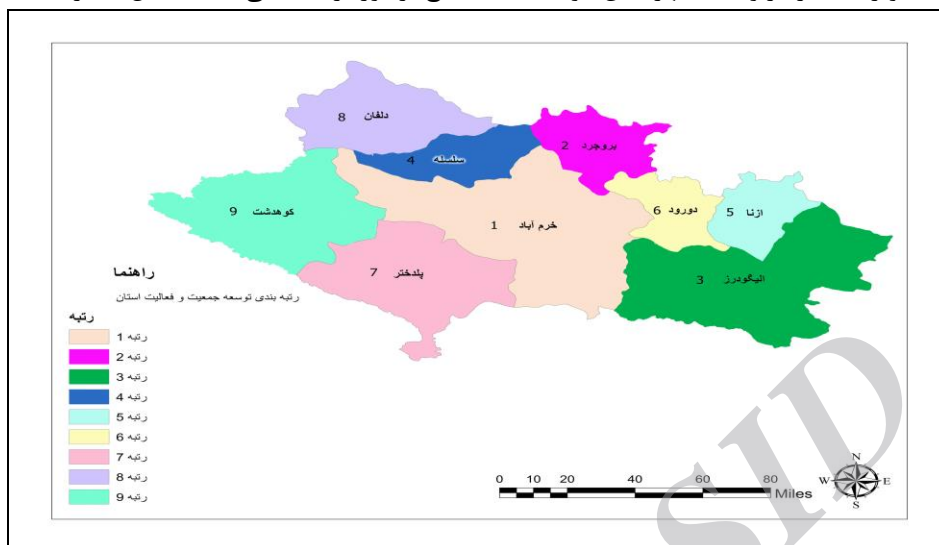 دلفان 8
بروجرد 2
سلسله 4
ازنا 5
دورود 6
کوهدشت 9
خرم آباد 1
پلدختر 7
الیگودرز 3
راهنما
رتبه بندی توسعه جمعیت و فعالیت استان
رتبه
رتبه 1
رتبه 2
رتبه 3
رتبه 4
رتبه 5
رتبه 6
رتبه 7
رتبه 8
رتبه 9
0 10 20 40 60 80
Miles
N
W E
S
SID